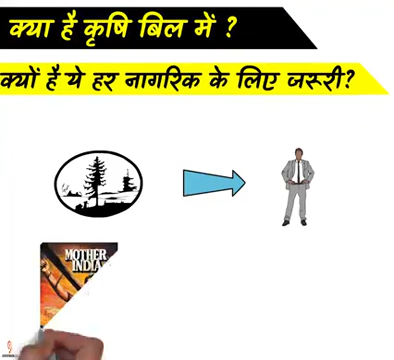 क्या है कृषि बिल में ?
क्यों है ये हर नागरिक के लिए जरूरी?
MOTHER
INDIA